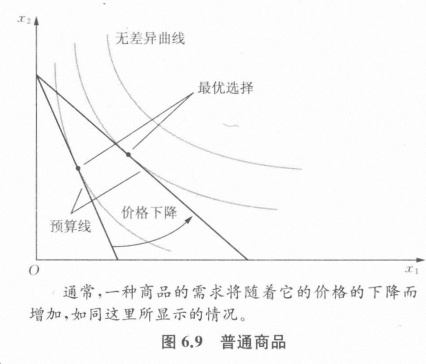 x₂
无差异曲线
最优选择
价格下降
预算线
O
x₁
通常,一种商品的需求将随着它的价格的下降而
增加,如同这里所显示的情况。
图 6.9 普通商品